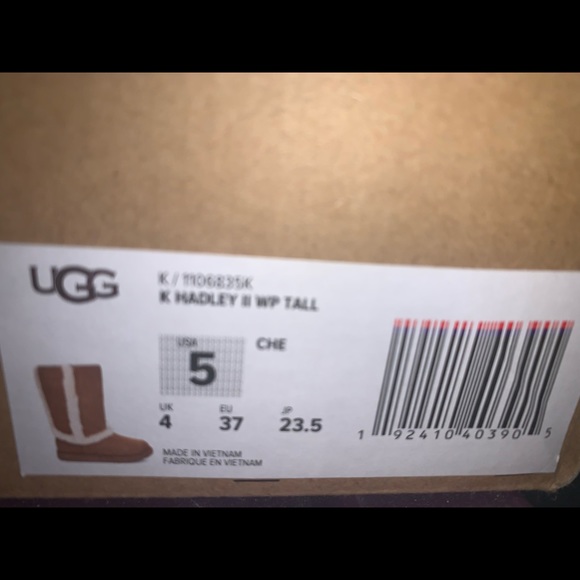 UGG
K / 1106835K
K HADLEY II WP TALL
USA
5
CHE
UK EU JP
4 37 23.5
MADE IN VIETNAM
FABRIQUE EN VIETNAM
1 92410 40390 5